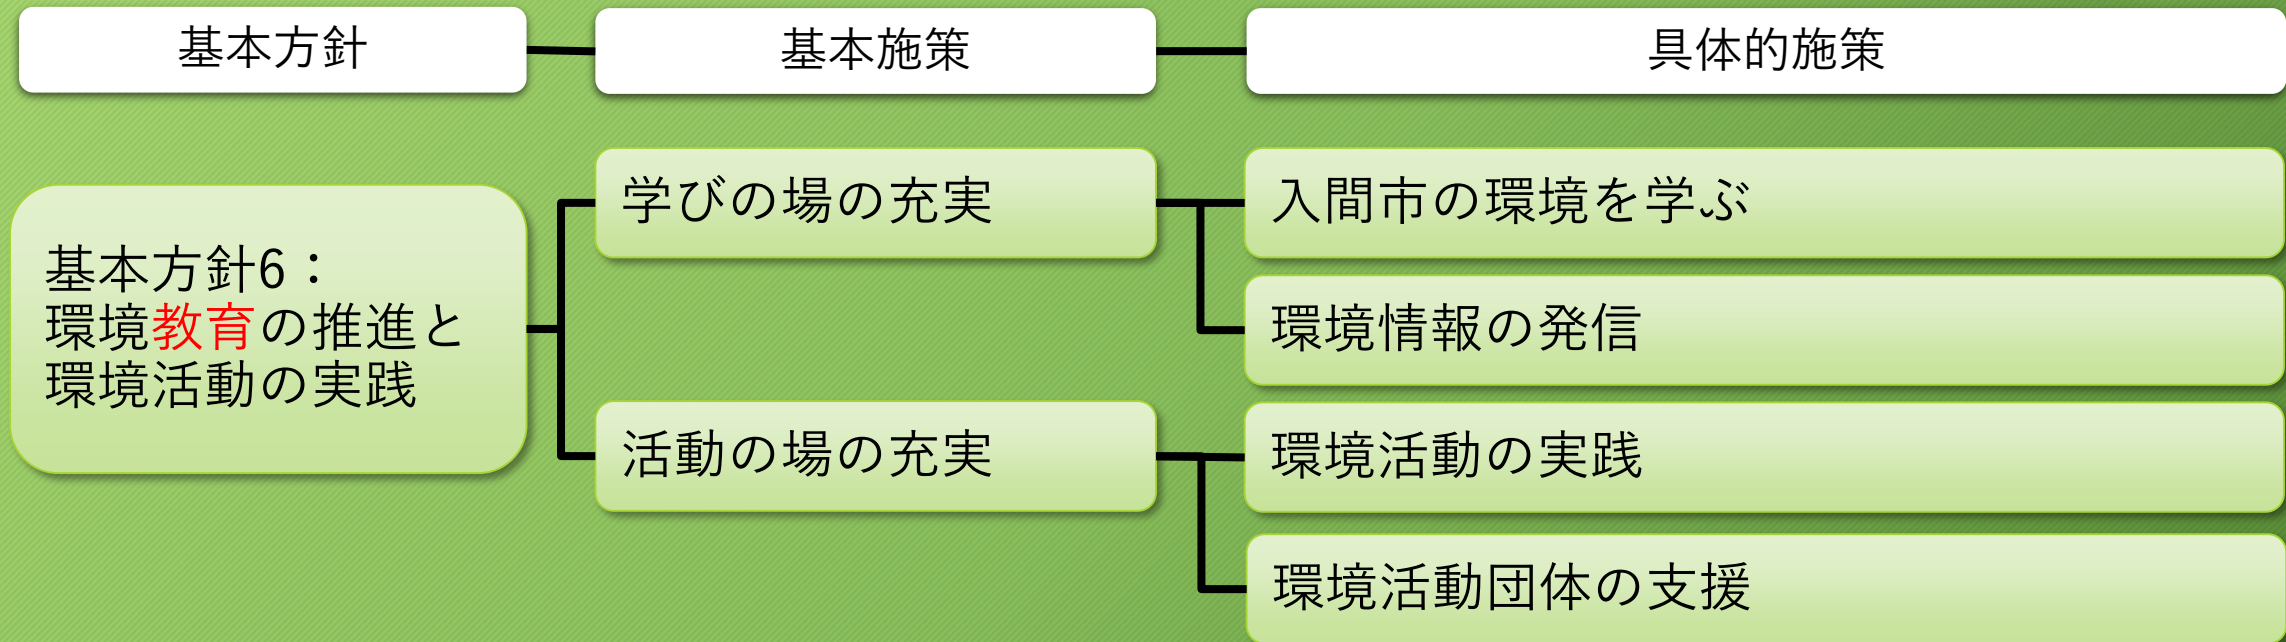 基本方針
基本施策
具体的施策
基本方針6：
環境教育の推進と
環境活動の実践
学びの場の充実
入間市の環境を学ぶ
環境情報の発信
活動の場の充実
環境活動の実践
環境活動団体の支援